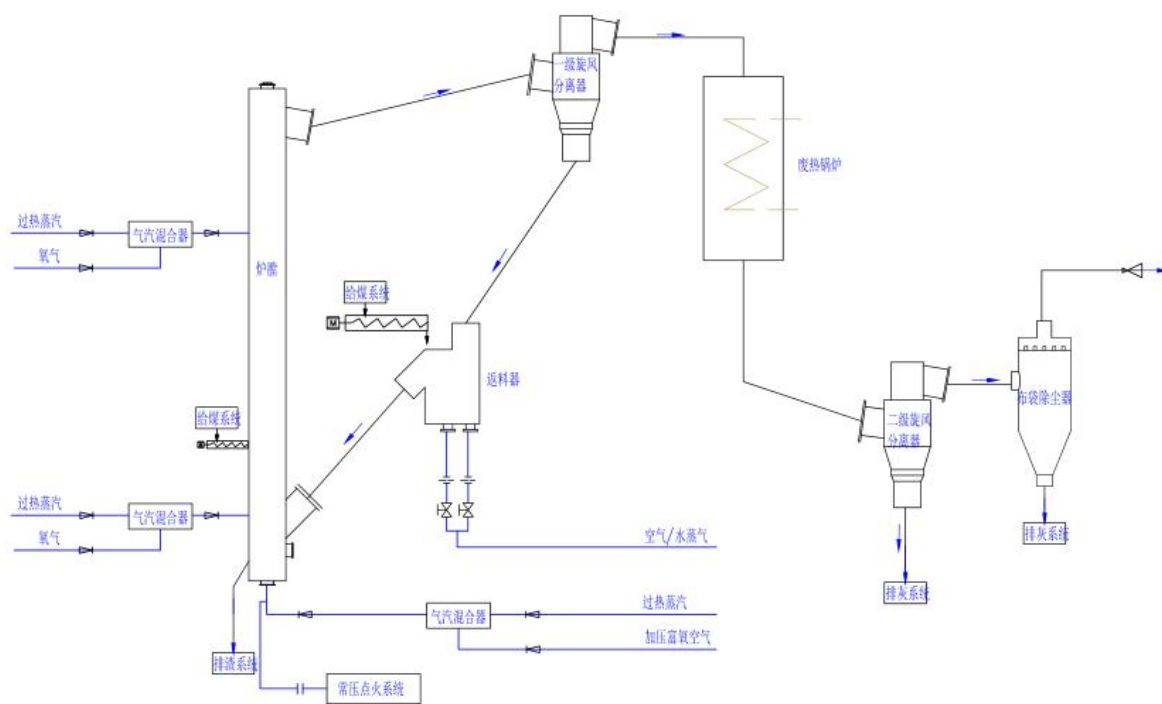 一级旋风
分离器
废热锅炉
过热蒸汽
气汽混合器
氧气
炉膛
给煤系统
M
返料器
给煤系统
二级旋风
分离器
布袋除尘器
过热蒸汽
气汽混合器
氧气
空气/水蒸气
排灰系统
排灰系统
过热蒸汽
气汽混合器
加压富氧空气
排渣系统
常压点火系统